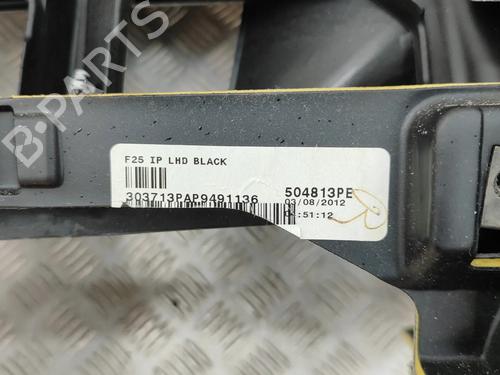 B-PARTS
F25 IP LHD BLACK
303713PAP9491136
504813PE
03/08/2012
:51:12